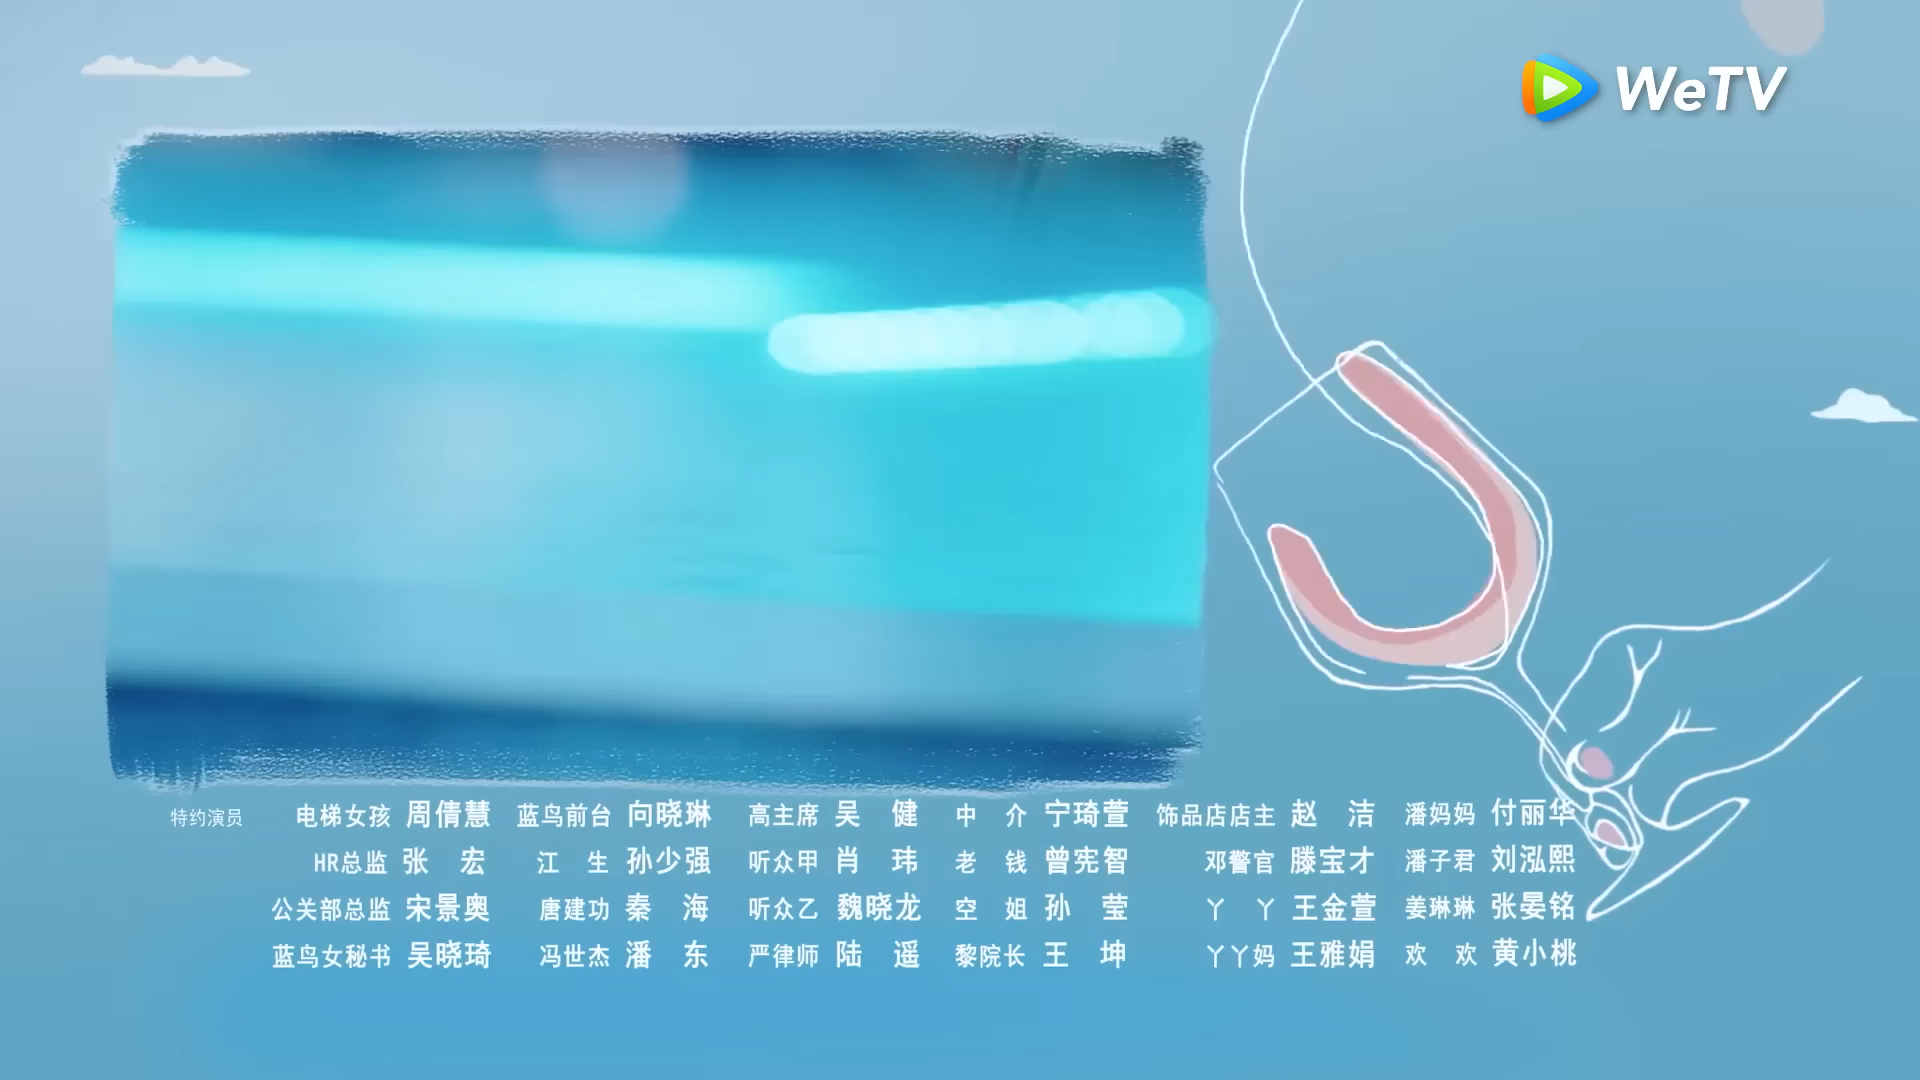 WeTV
特约演员 电梯女孩 周倩慧 蓝鸟前台 向晓琳 高主席 吴 健 中 介 宁琦萱 饰品店店主 赵 洁 潘妈妈 付丽华
HR总监 张 宏 江 生 孙少强 听众甲 肖 玮 老 钱 曾宪智 邓警官 滕宝才 潘子君 刘泓熙
公关部总监 宋景奥 唐建功 秦 海 听众乙 魏晓龙 空 姐 孙 莹 丫 丫 王金萱 姜琳琳 张晏铭
蓝鸟女秘书 吴晓琦 冯世杰 潘 东 严律师 陆 遥 黎院长 王 坤 丫丫妈 王雅娟 欢 欢 黄小桃